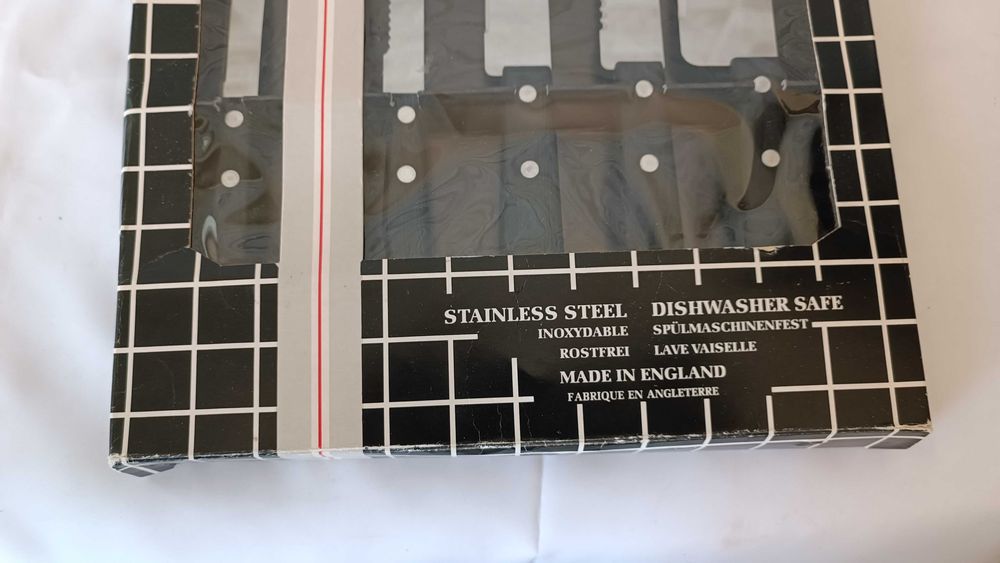 STAINLESS STEEL DISHWASHER SAFE
INOXYDABLE SPÜLMASCHINENFEST
ROSTFREI LAVE VAISELLE
MADE IN ENGLAND
FABRIQUE EN ANGLETERRE